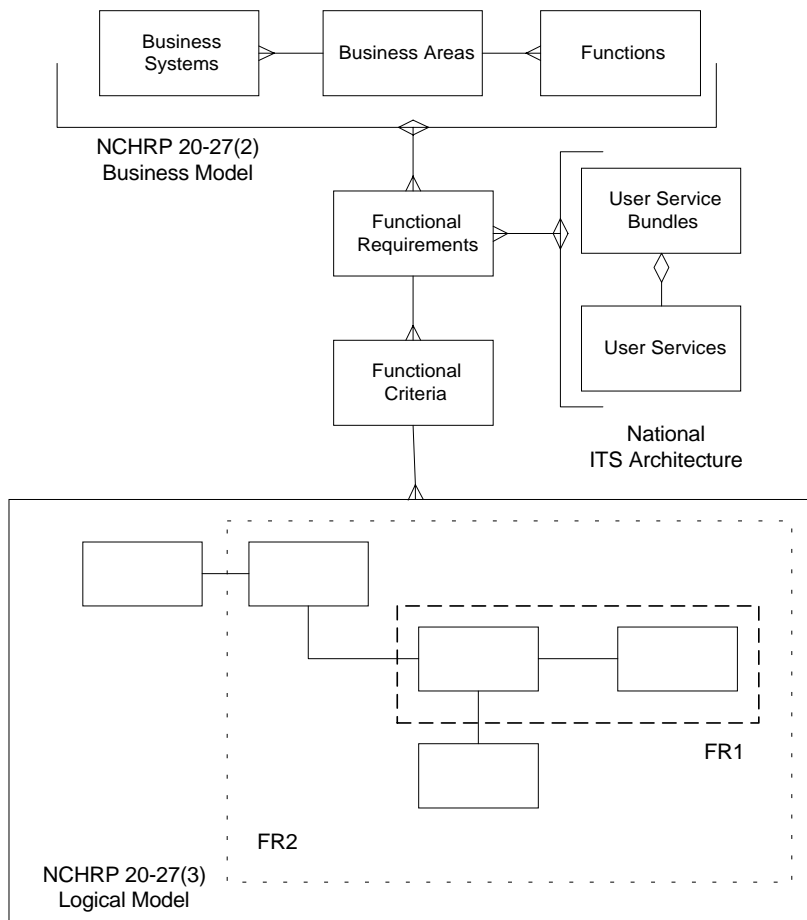 Business
Systems
Business Areas
Functions
NCHRP 20-27(2)
Business Model
Functional
Requirements
User Service
Bundles
User Services
Functional
Criteria
National
ITS Architecture
FR1
FR2
NCHRP 20-27(3)
Logical Model